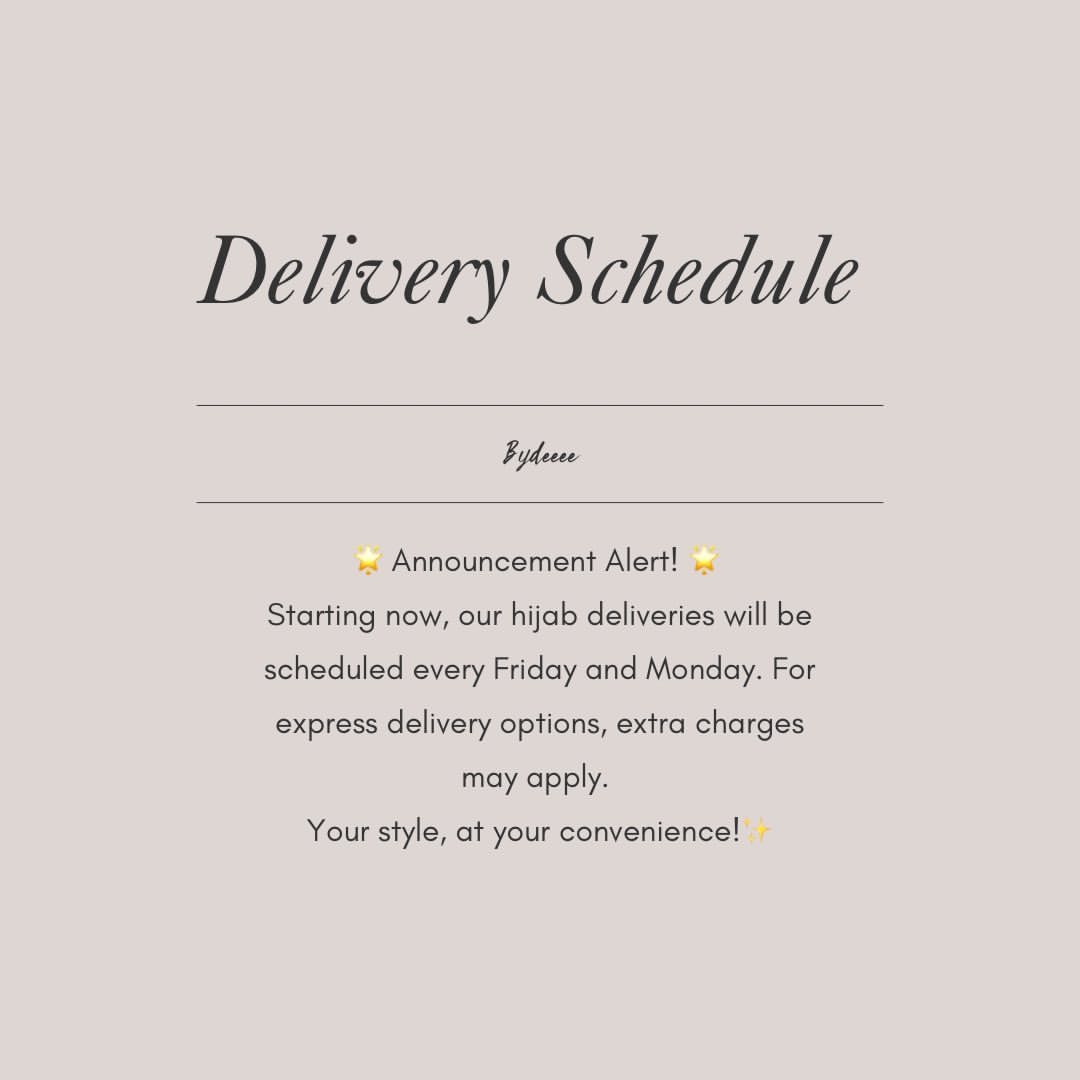 Delivery Schedule
Bydeeee
🌟 Announcement Alert! 🌟
Starting now, our hijab deliveries will be
scheduled every Friday and Monday. For
express delivery options, extra charges
may apply.
Your style, at your convenience!✨